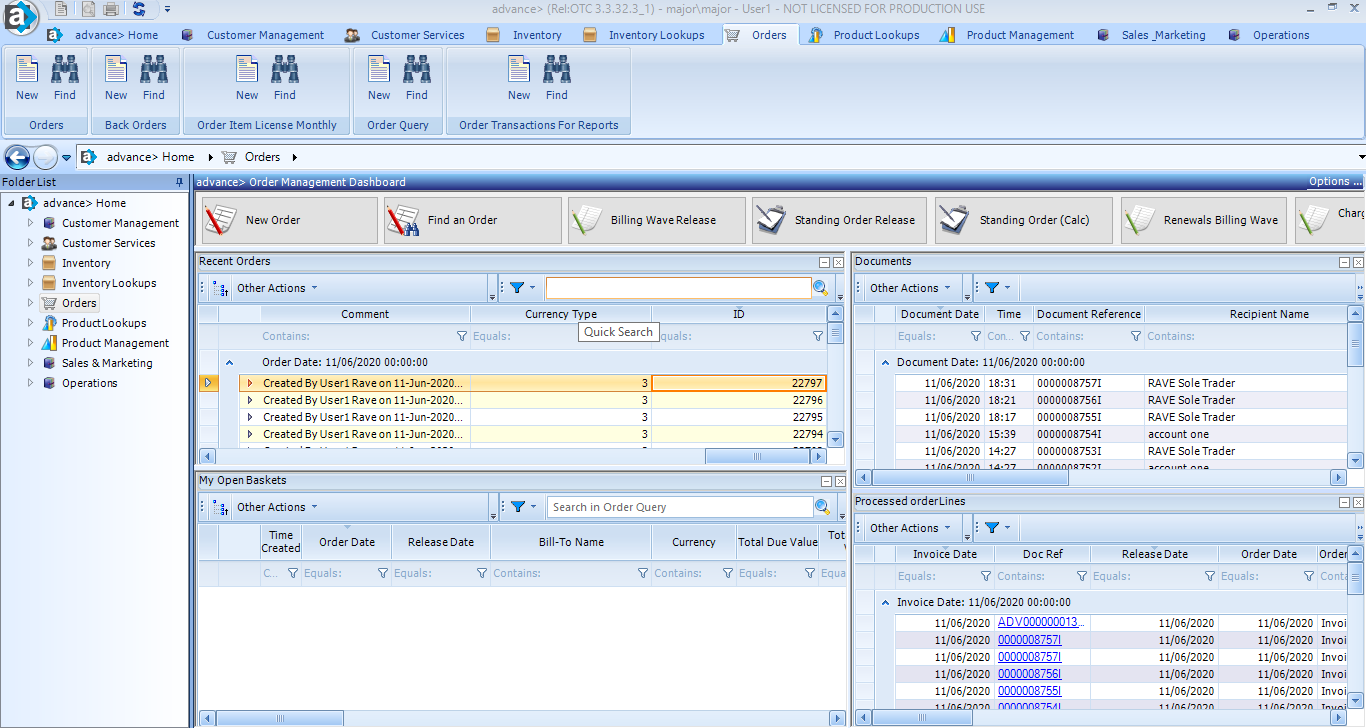 advance> (Rel:OTC 3.3.32.3_1) - major\major - User1 - NOT LICENSED FOR PRODUCTION USE
advance> Home Customer Management Customer Services Inventory Inventory Lookups Orders Product Lookups Product Management Sales _Marketing Operations
New Find New Find New Find New Find New Find
Orders Back Orders Order Item License Monthly Order Query Order Transactions For Reports
advance> Home Orders
Folder List
advance> Home
Customer Management
Customer Services
Inventory
Inventory Lookups
Orders
Product Lookups
Product Management
Sales & Marketing
Operations
advance> Order Management Dashboard Options ...
New Order Find an Order Billing Wave Release Standing Order Release Standing Order (Calc) Renewals Billing Wave Charg
Recent Orders
Other Actions
Comment Currency Type ID
Contains: Equals: quals:
Quick Search
Order Date: 11/06/2020 00:00:00
Created By User1 Rave on 11-Jun-2020... 3 22797
Created By User1 Rave on 11-Jun-2020... 3 22796
Created By User1 Rave on 11-Jun-2020... 3 22795
Created By User1 Rave on 11-Jun-2020... 3 22794
My Open Baskets
Other Actions Search in Order Query
Time Created Order Date Release Date Bill-To Name Currency Total Due Value Tot
C... Equals: Equals: Contains: Contains: Equals: Equa
Documents
Other Actions
Document Date Time Document Reference Recipient Name
Equals: Con... Contains: Contains:
Document Date: 11/06/2020 00:00:00
11/06/2020 18:31 0000008757I RAVE Sole Trader
11/06/2020 18:21 0000008756I RAVE Sole Trader
11/06/2020 18:17 0000008755I RAVE Sole Trader
11/06/2020 15:39 0000008754I account one
11/06/2020 14:27 0000008753I RAVE Sole Trader
11/06/2020 14:27 0000008752I account one
Processed orderLines
Other Actions
Invoice Date Doc Ref Release Date Order Date Order
Equals: Contains: Equals: Equals: Conta
Invoice Date: 11/06/2020 00:00:00
11/06/2020 ADV000000013... 11/06/2020 11/06/2020 Invoi
11/06/2020 0000008757I 11/06/2020 11/06/2020 Invoi
11/06/2020 0000008757I 11/06/2020 11/06/2020 Invoi
11/06/2020 0000008756I 11/06/2020 11/06/2020 Invoi
11/06/2020 0000008755I 11/06/2020 11/06/2020 Invoi
11/06/2020 0000008754I 11/06/2020 11/06/2020 Invoi